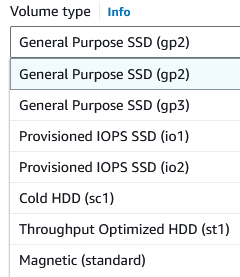 Volume type Info
General Purpose SSD (gp2)
General Purpose SSD (gp2)
General Purpose SSD (gp3)
Provisioned IOPS SSD (io1)
Provisioned IOPS SSD (io2)
Cold HDD (sc1)
Throughput Optimized HDD (st1)
Magnetic (standard)